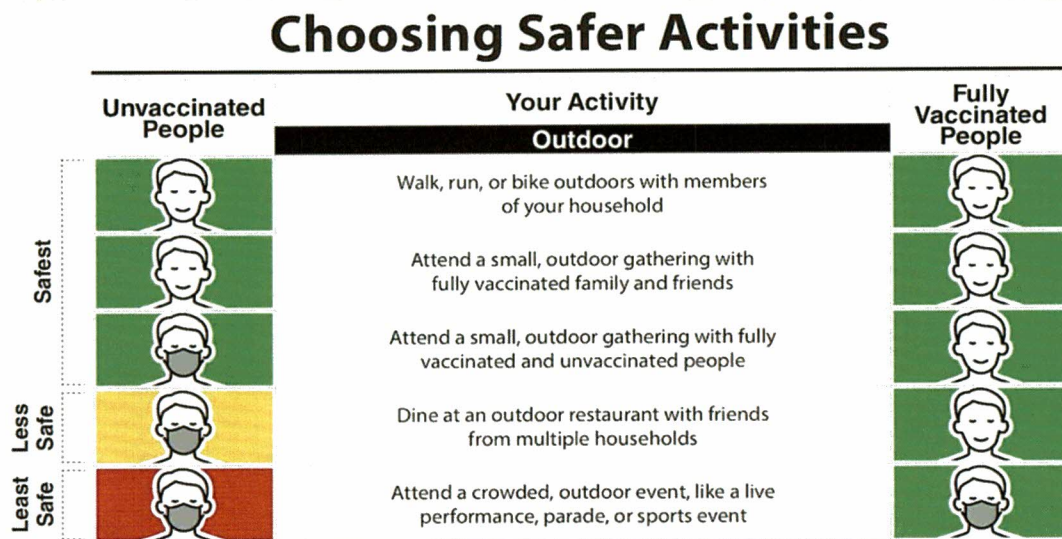 Choosing Safer Activities
Unvaccinated
People
Your Activity
Fully
Vaccinated
People
Outdoor
Safest
Walk, run, or bike outdoors with members
of your household
Attend a small, outdoor gathering with
fully vaccinated family and friends
Attend a small, outdoor gathering with fully
vaccinated and unvaccinated people
Less
Safe
Dine at an outdoor restaurant with friends
from multiple households
Least
Safe
Attend a crowded, outdoor event, like a live
performance, parade, or sports event